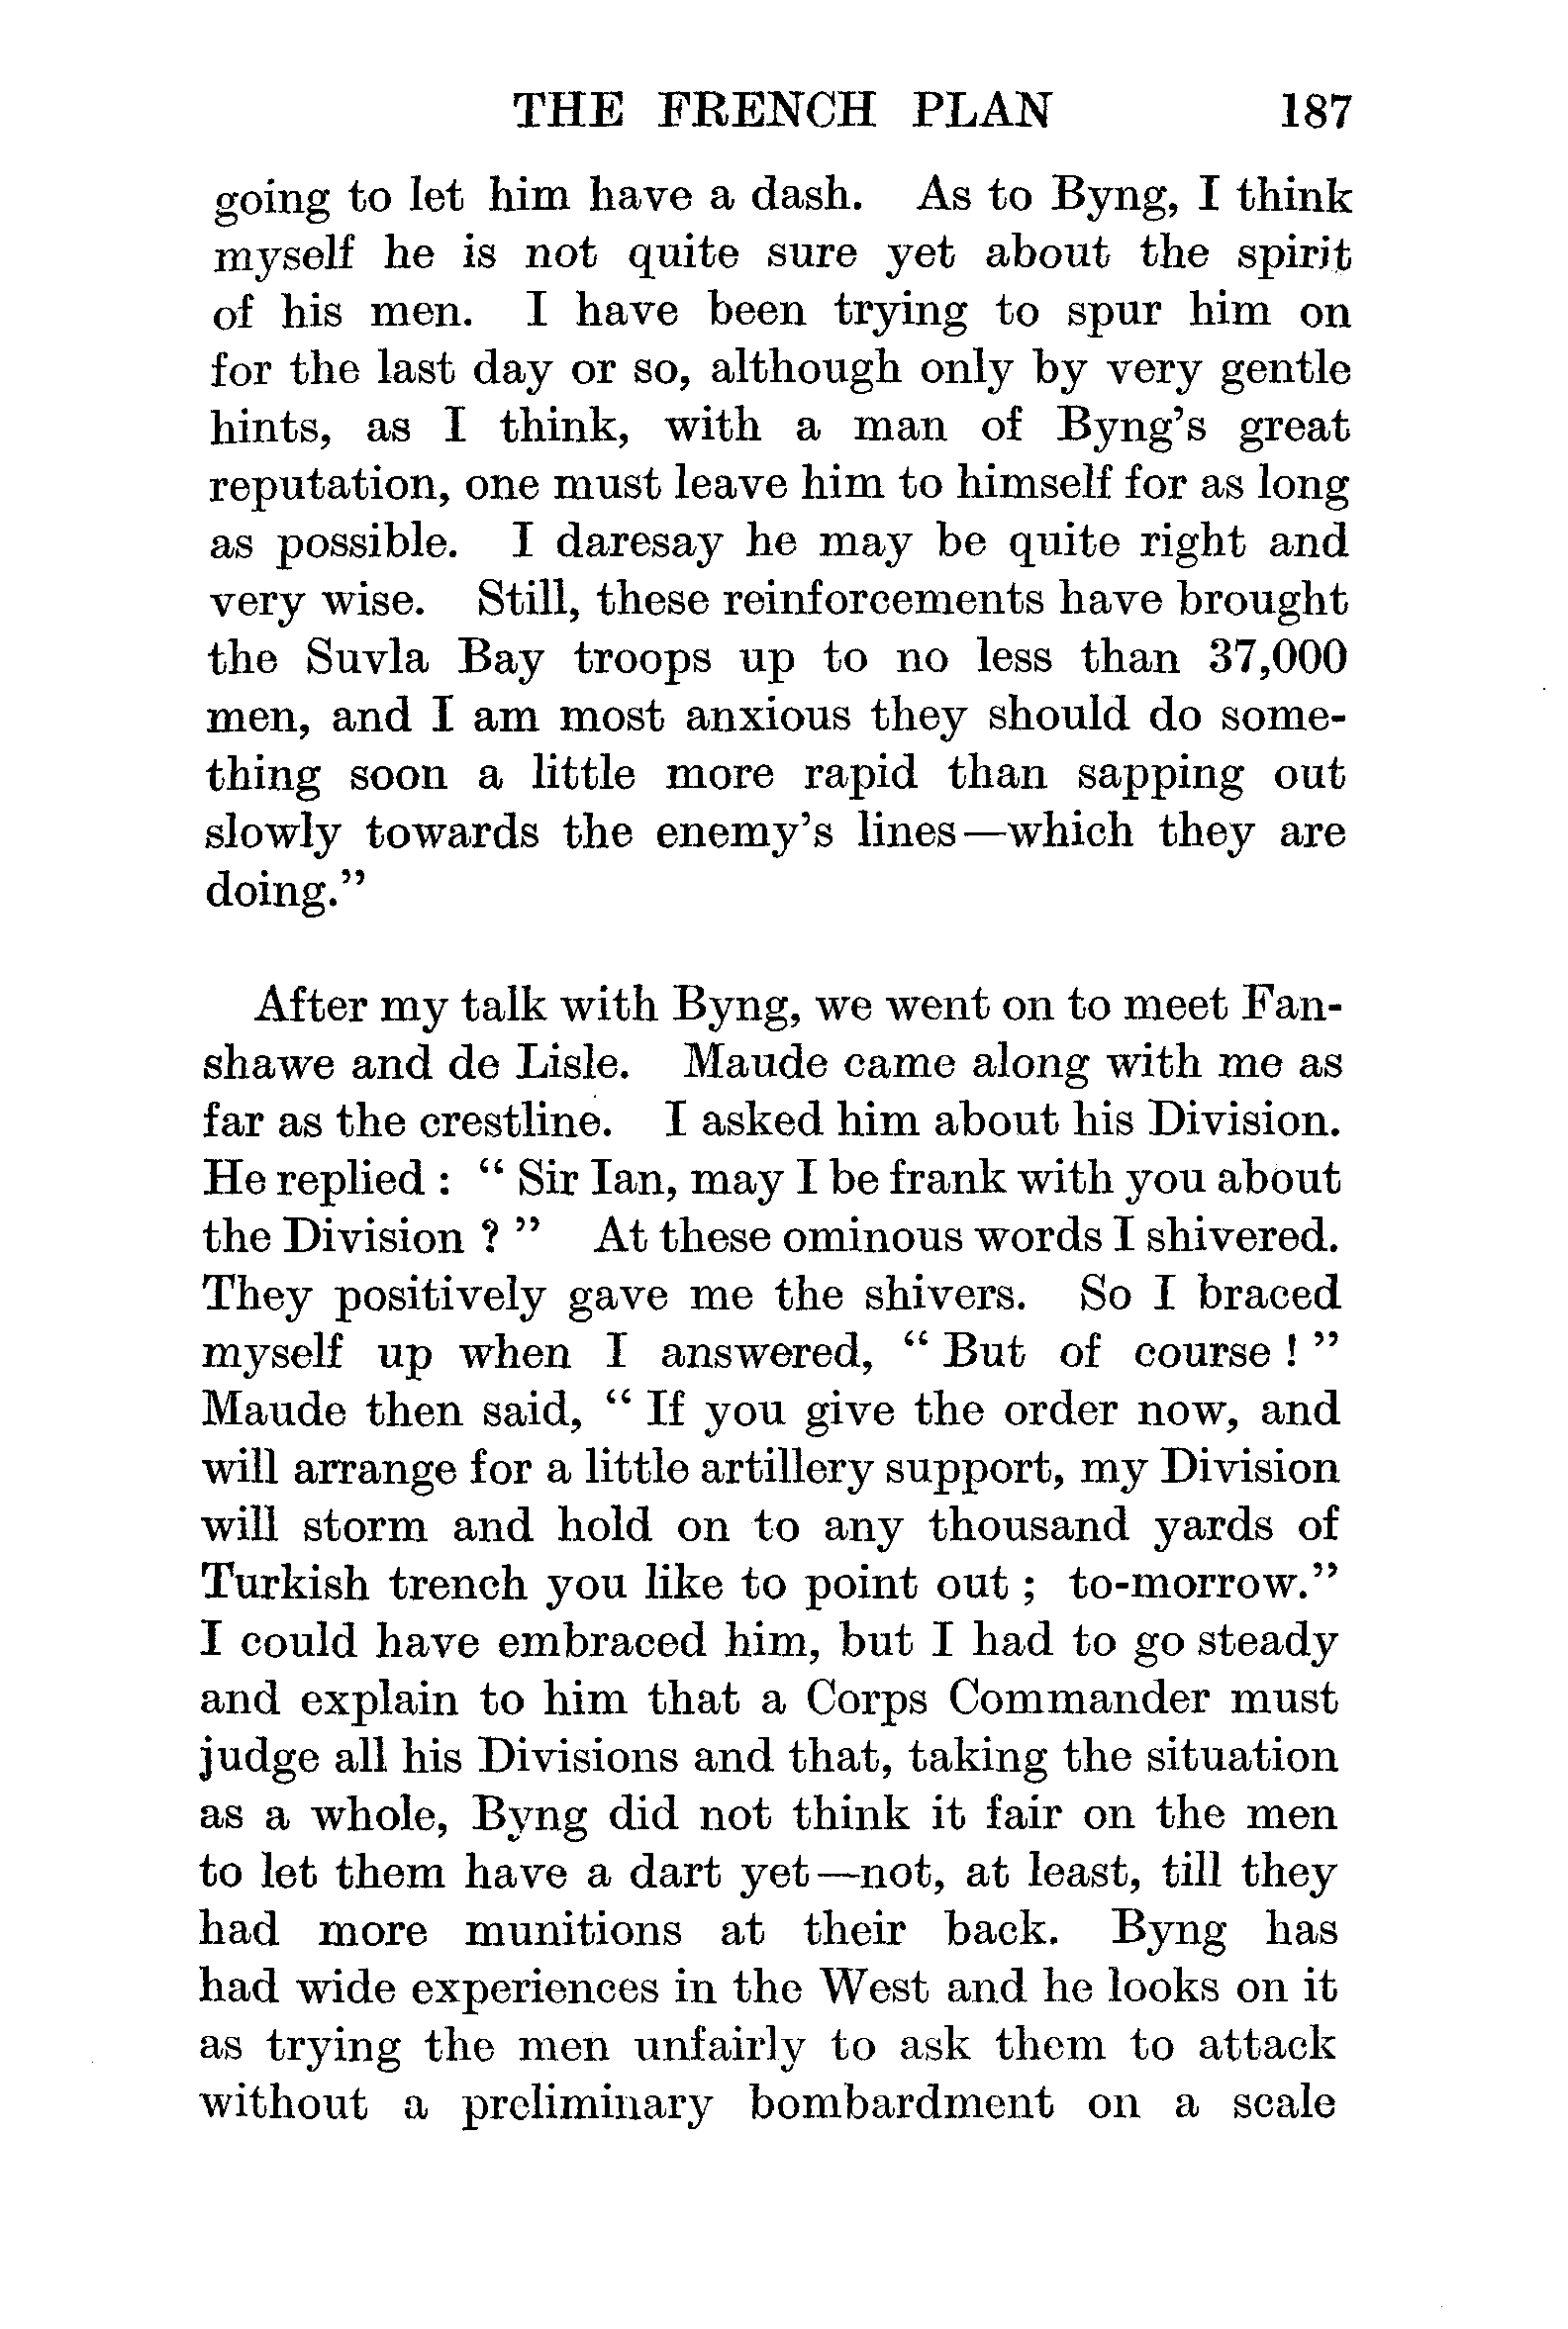 THE FRENCH PLAN 187
going to let him have a dash. As to Byng, I think
myself he is not quite sure yet about the spirit
of his men. I have been trying to spur him on
for the last day or so, although only by very gentle
hints, as I think, with a man of Byng's great
reputation, one must leave him to himself for as long
as possible. I daresay he may be quite right and
very wise. Still, these reinforcements have brought
the Suvla Bay troops up to no less than 37,000
men, and I am most anxious they should do some-
thing soon a little more rapid than sapping out
slowly towards the enemy's lines—which they are
doing."
After my talk with Byng, we went on to meet Fan-
shawe and de Lisle. Maude came along with me as
far as the crestline. I asked him about his Division.
He replied : " Sir Ian, may I be frank with you about
the Division ? " At these ominous words I shivered.
They positively gave me the shivers. So I braced
myself up when I answered, " But of course ! "
Maude then said, " If you give the order now, and
will arrange for a little artillery support, my Division
will storm and hold on to any thousand yards of
Turkish trench you like to point out ; to-morrow."
I could have embraced him, but I had to go steady
and explain to him that a Corps Commander must
judge all his Divisions and that, taking the situation
as a whole, Byng did not think it fair on the men
to let them have a dart yet—not, at least, till they
had more munitions at their back. Byng has
had wide experiences in the West and he looks on it
as trying the men unfairly to ask them to attack
without a preliminary bombardment on a scale